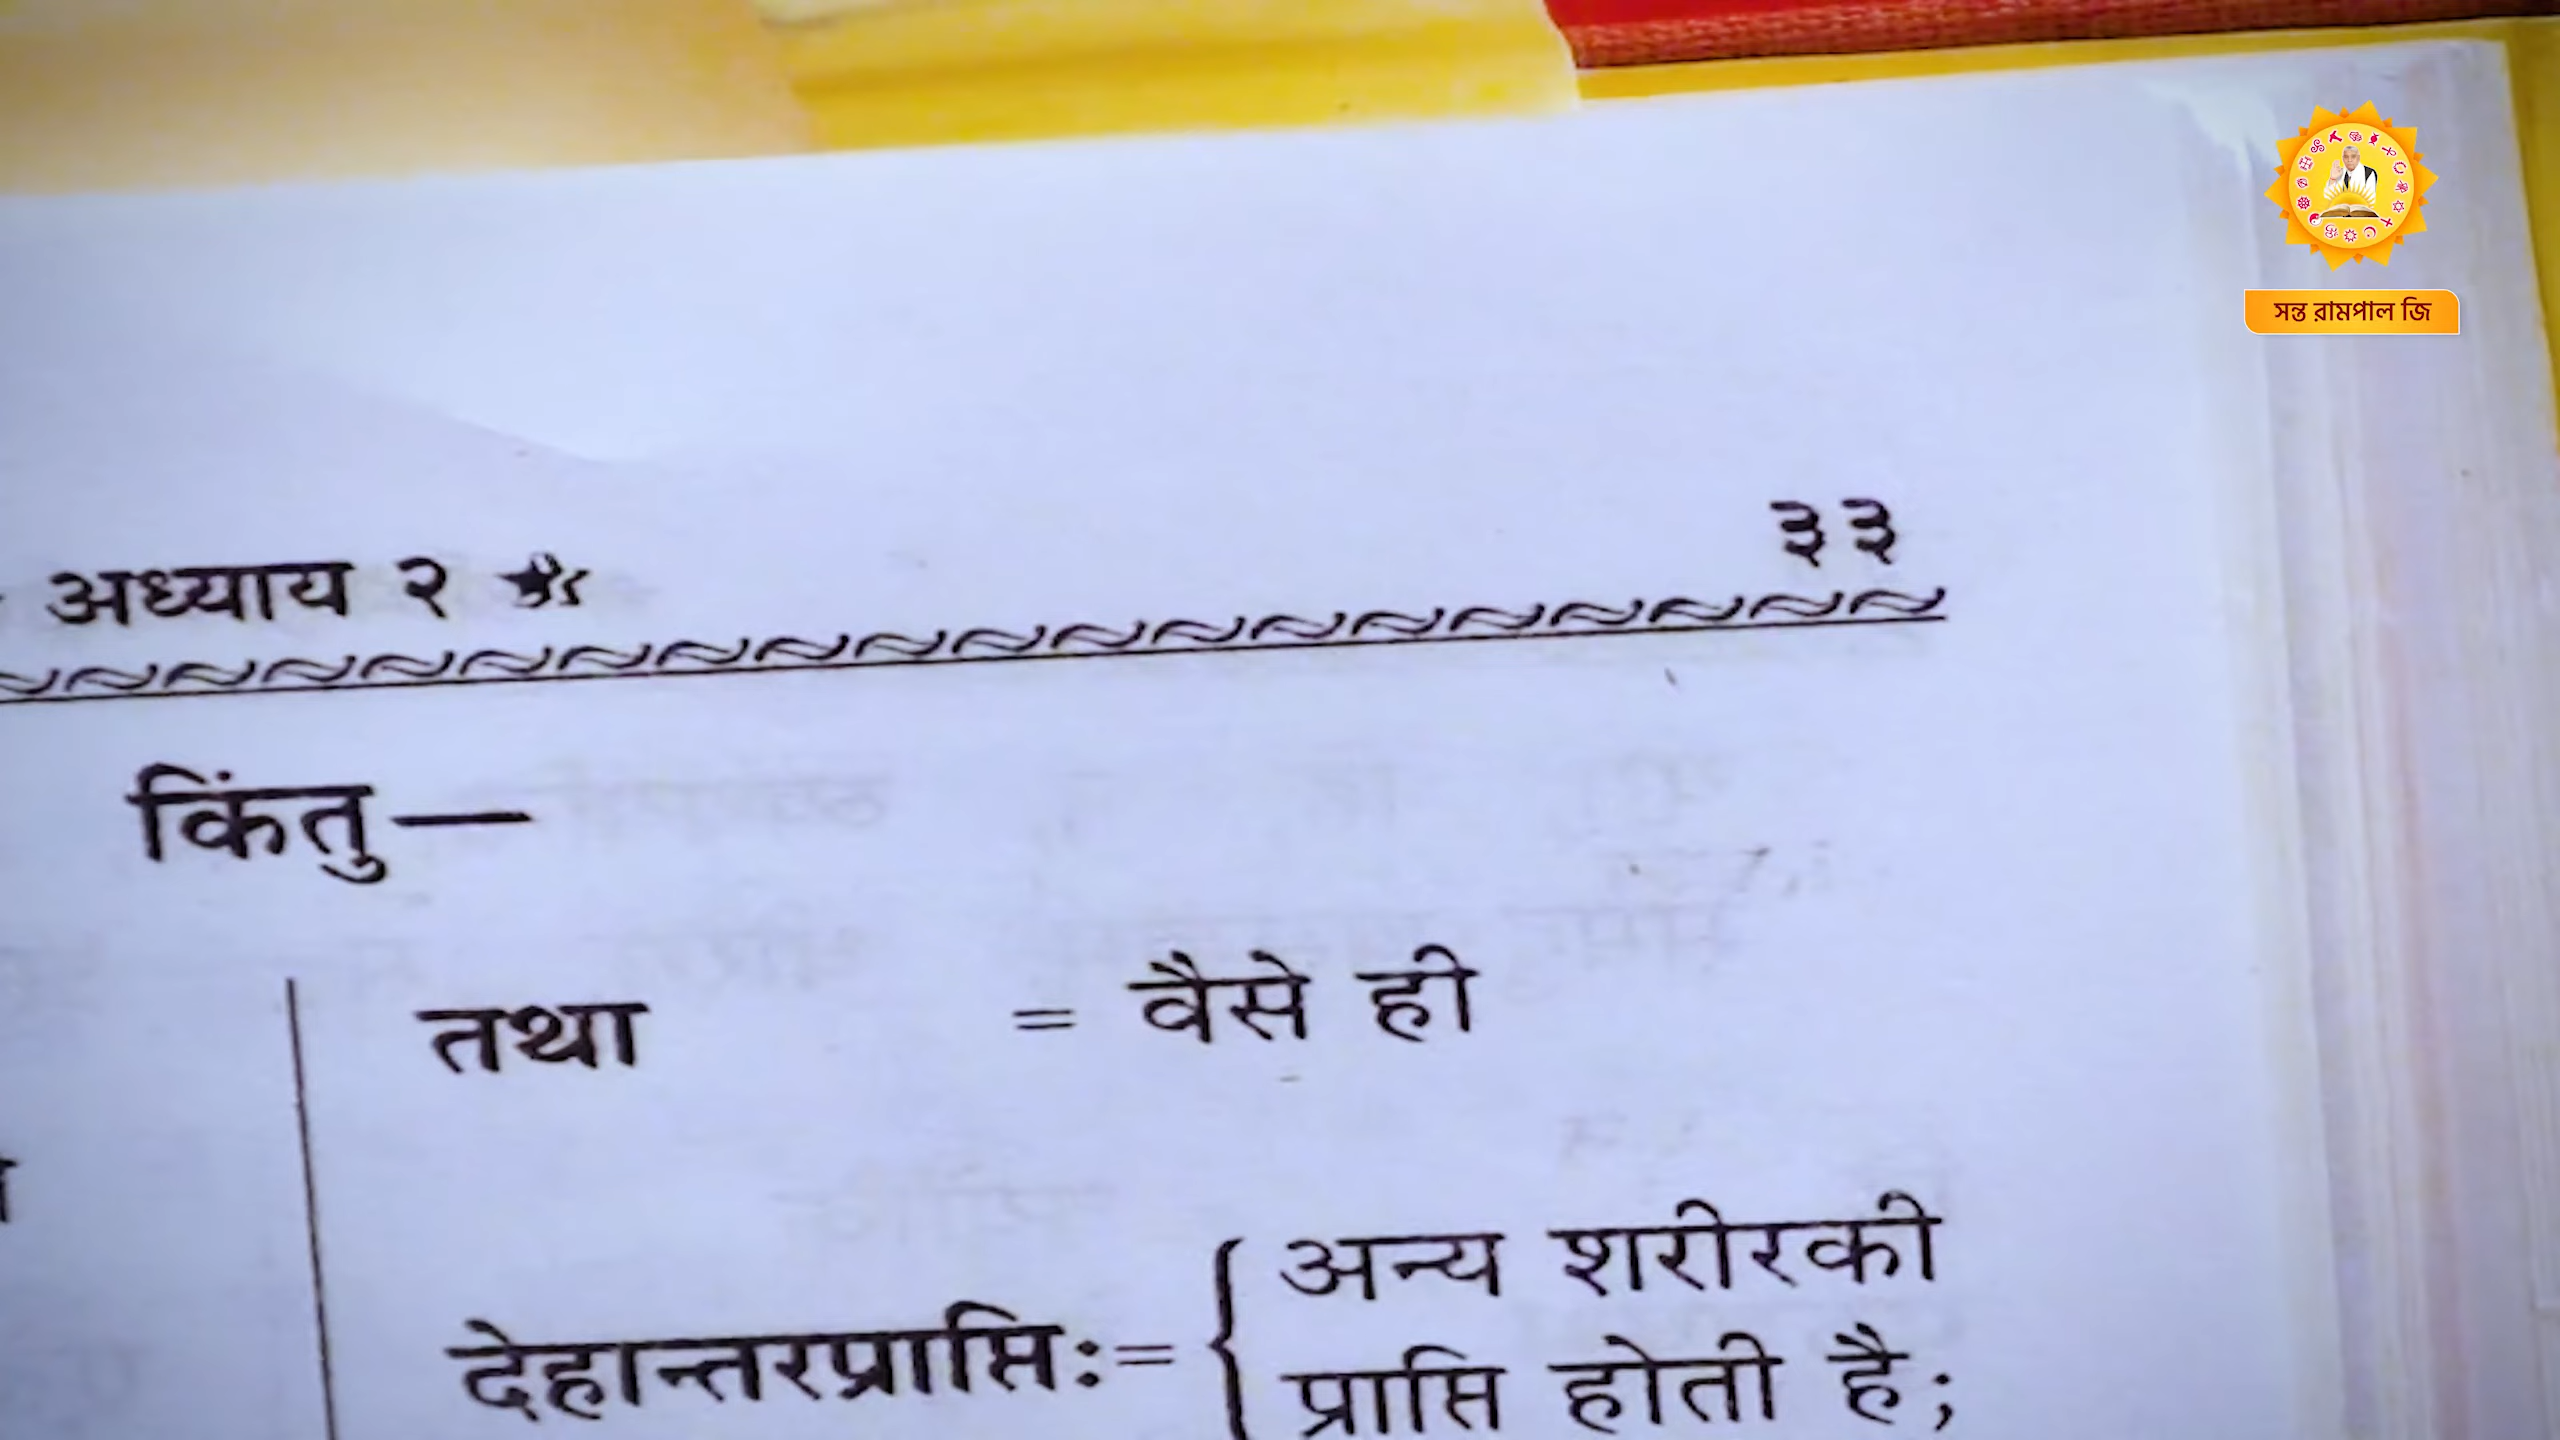 ३३
अध्याय २
किंतु—
तथा = वैसे ही
देहान्तरप्राप्तिः= { अन्य शरीरकी
प्राप्ति होती है;
সন্ত রামপাল জি